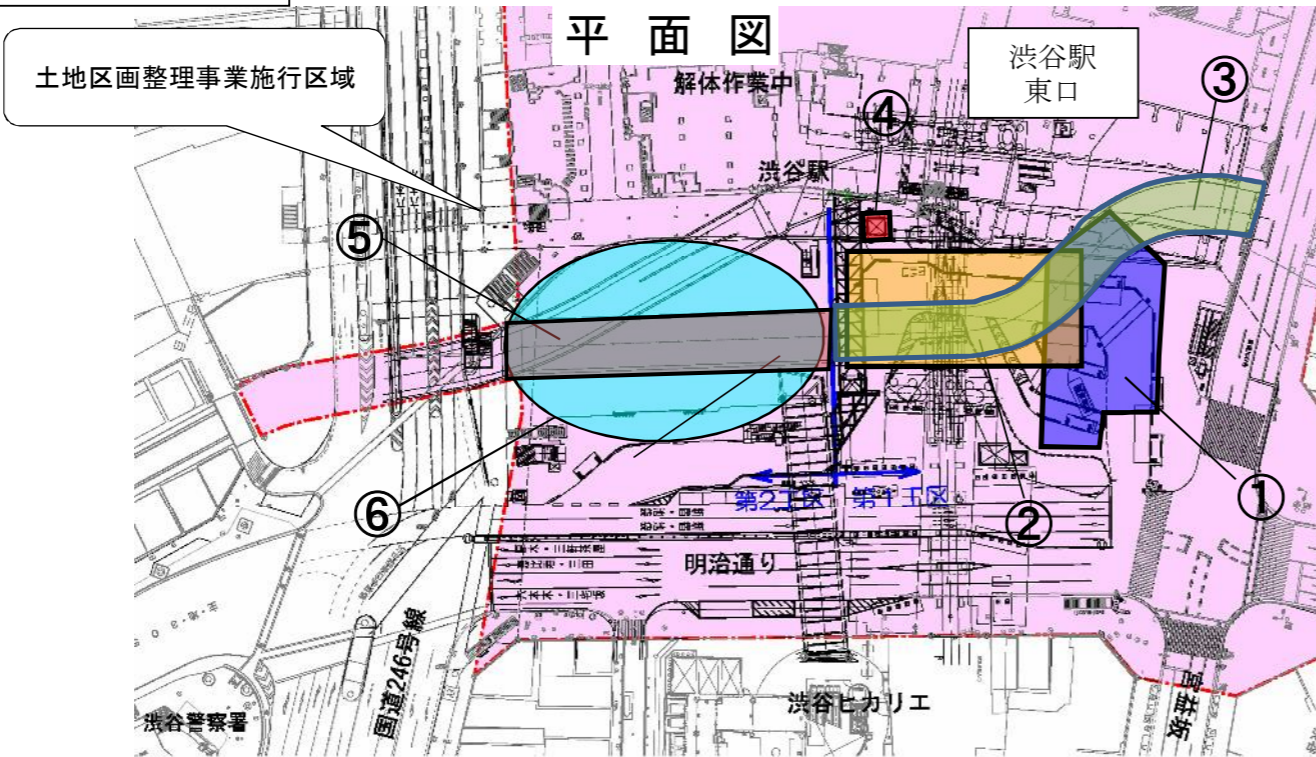 平面図
土地区画整理事業施行区域
解体作業中
渋谷駅
東口
③
④
渋谷駅
⑤
⑥
第2工区
第1工区
②
①
明治通り
国道246号線
渋谷ヒカリエ
宮益坂
渋谷警察署